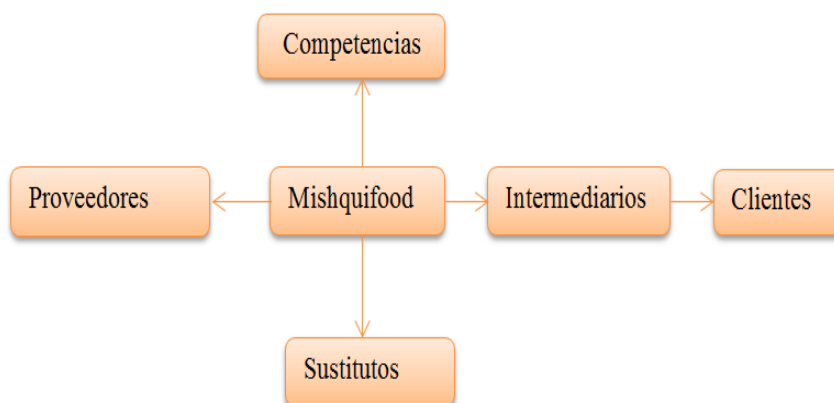 Competencias
Proveedores
Mishquifood
Intermediarios
Clientes
Sustitutos